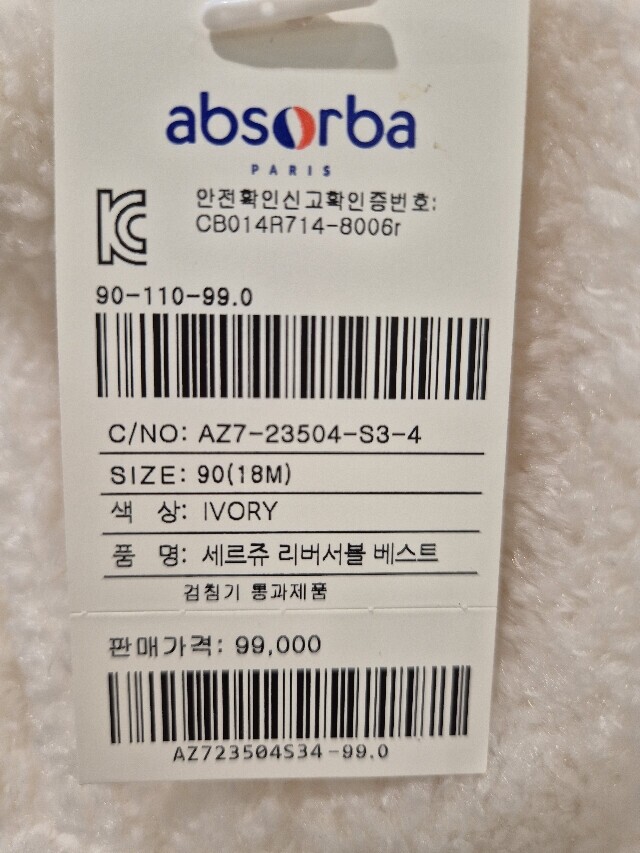 absorba
PARIS
안전확인신고확인증번호:
CB014R714-8006r
90-110-99.0
C/NO: AZ7-23504-S3-4
SIZE: 90(18M)
색 상: IVORY
품 명: 세르쥬 리버서블 베스트
검침기 통과제품
판매가격: 99,000
AZ723504S34-99.0